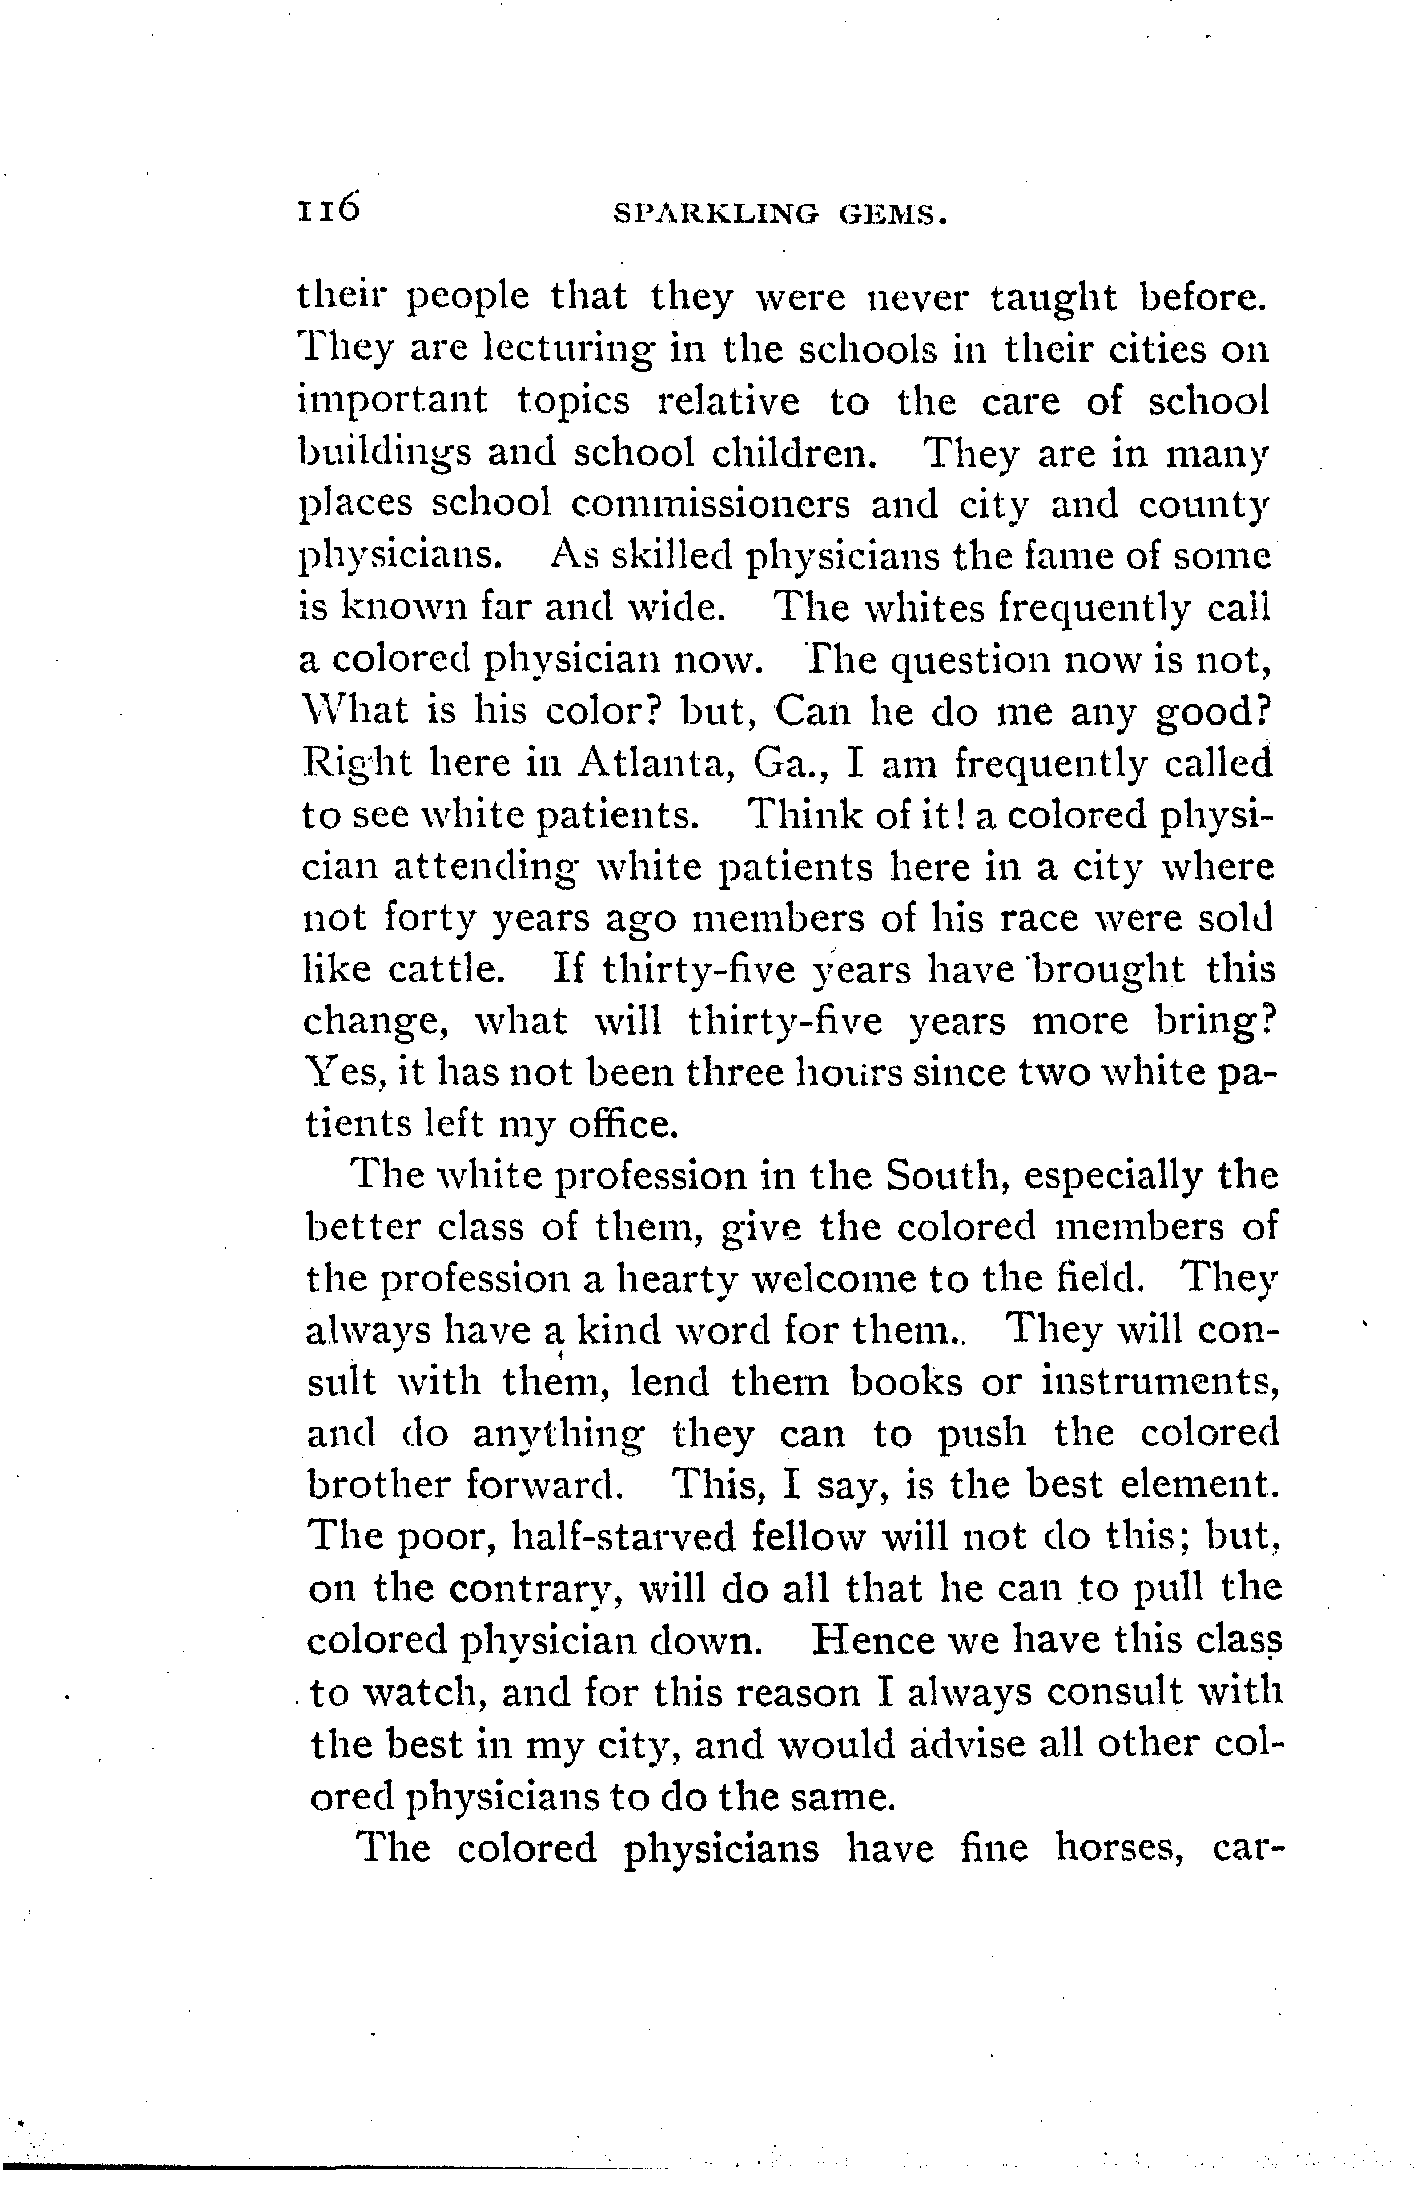 116 SPARKLING GEMS.
their people that they were never taught before.
They are lecturing in the schools in their cities on
important topics relative to the care of school
buildings and school children. They are in many
places school commissioners and city and county
physicians. As skilled physicians the fame of some
is known far and wide. The whites frequently call
a colored physician now. The question now is not,
What is his color? but, Can he do me any good?
Right here in Atlanta, Ga., I am frequently called
to see white patients. Think of it! a colored physi-
cian attending white patients here in a city where
not forty years ago members of his race were sold
like cattle. If thirty-five years have brought this
change, what will thirty-five years more bring?
Yes, it has not been three hours since two white pa-
tients left my office.
The white profession in the South, especially the
better class of them, give the colored members of
the profession a hearty welcome to the field. They
always have a kind word for them. They will con-
sult with them, lend them books or instruments,
and do anything they can to push the colored
brother forward. This, I say, is the best element.
The poor, half-starved fellow will not do this; but,
on the contrary, will do all that he can to pull the
colored physician down. Hence we have this class
to watch, and for this reason I always consult with
the best in my city, and would advise all other col-
ored physicians to do the same.
The colored physicians have fine horses, car-